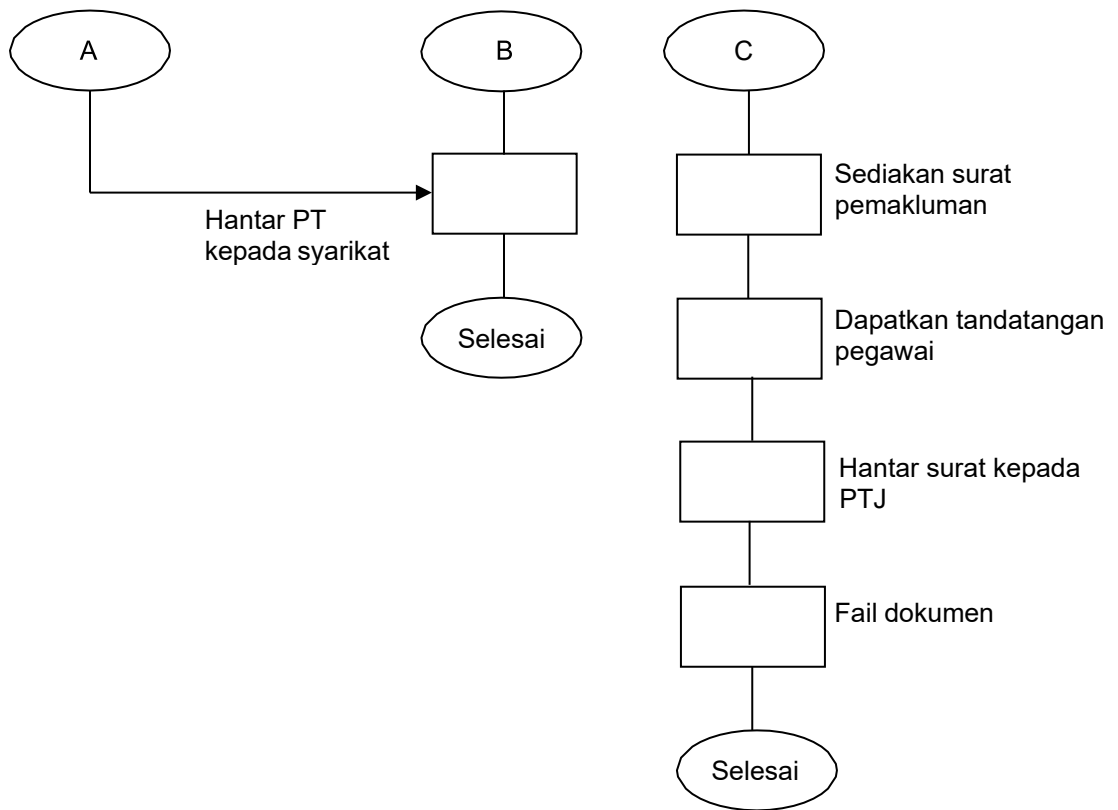 A
B
C
Hantar PT
kepada syarikat
Selesai
Sediakan surat
pemakluman
Dapatkan tandatangan
pegawai
Hantar surat kepada
PTJ
Fail dokumen
Selesai